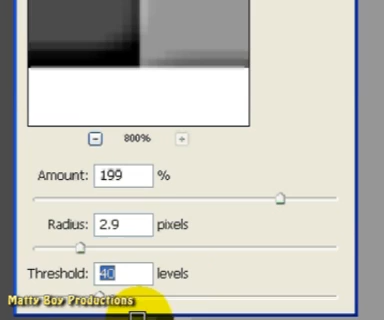 800%
Amount: 199 %
Radius: 2.9 pixels
Threshold: 40 levels
Matty Boy Productions